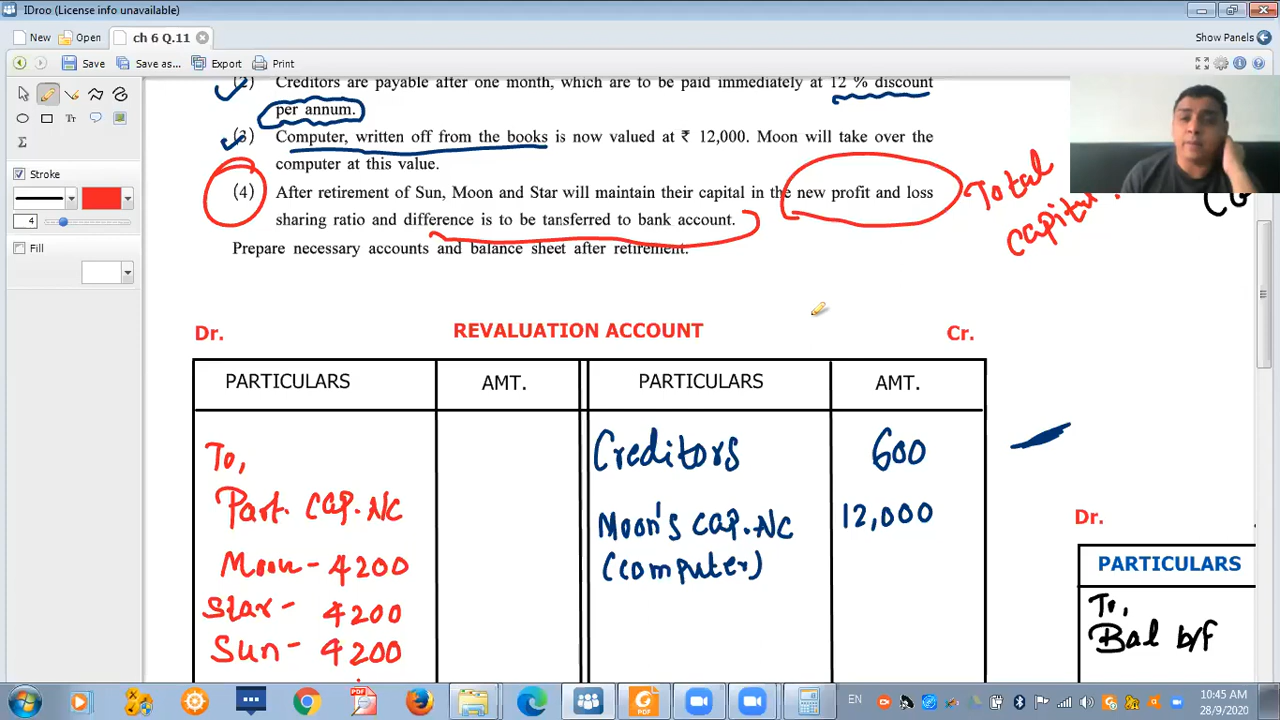 IDroo (License info unavailable)
New Open ch 6 Q.11 Show Panels
Save Save as... Export Print
Creditors are payable after one month, which are to be paid immediately at 12 % discount
per annum.
(3) Computer, written off from the books is now valued at ₹ 12,000. Moon will take over the
computer at this value.
(4) After retirement of Sun, Moon and Star will maintain their capital in the new profit and loss
sharing ratio and difference is to be tansferred to bank account.
Prepare necessary accounts and balance sheet after retirement.
Total
capital
Stroke
4
Fill
Dr. REVALUATION ACCOUNT Cr.
PARTICULARS AMT. PARTICULARS AMT.
To, Creditors 600
Part. Cap. A/c Moon's Cap. A/c 12,000
Moon - 4200 (computer)
Star - 4200
Sun - 4200
Dr.
PARTICULARS
To,
Bal b/f
EN 10:45 AM
28/9/2020